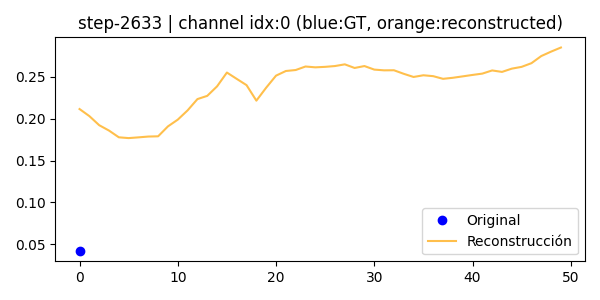 step-2633 | channel idx:0 (blue:GT, orange:reconstructed)
0.25
0.20
0.15
0.10
0.05
Original
Reconstrucción
0 10 20 30 40 50